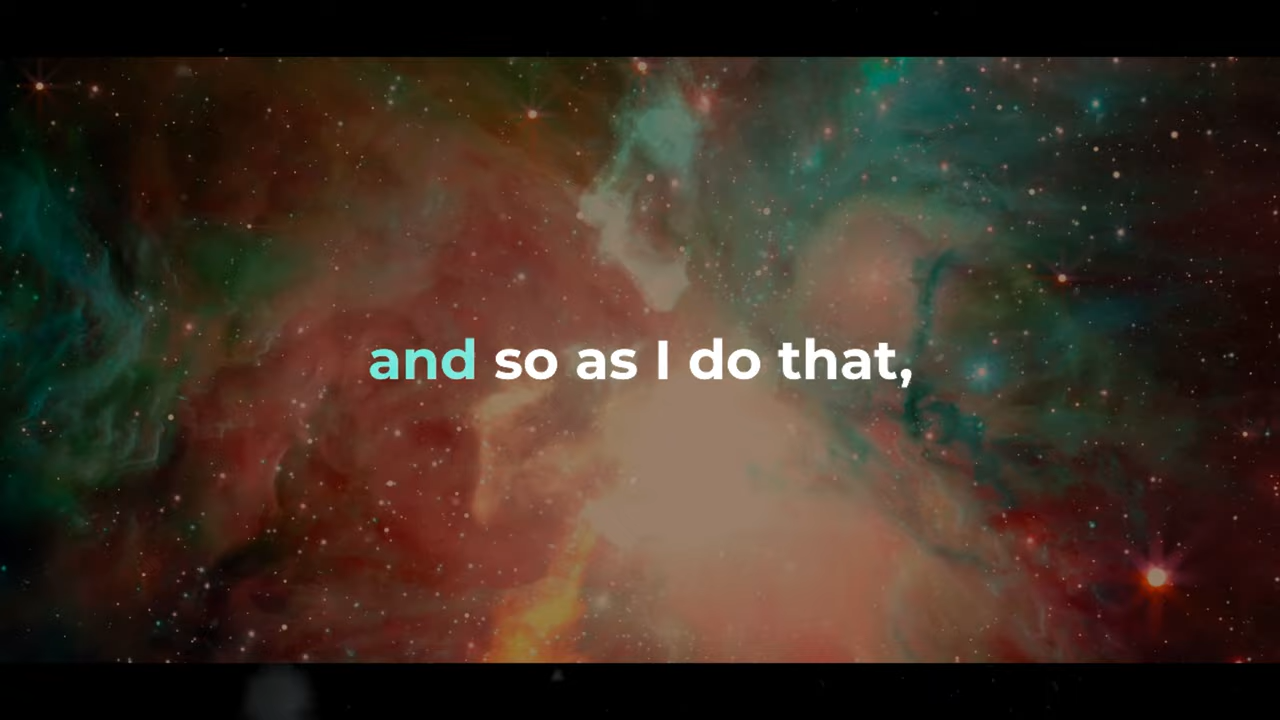 and so as I do that,